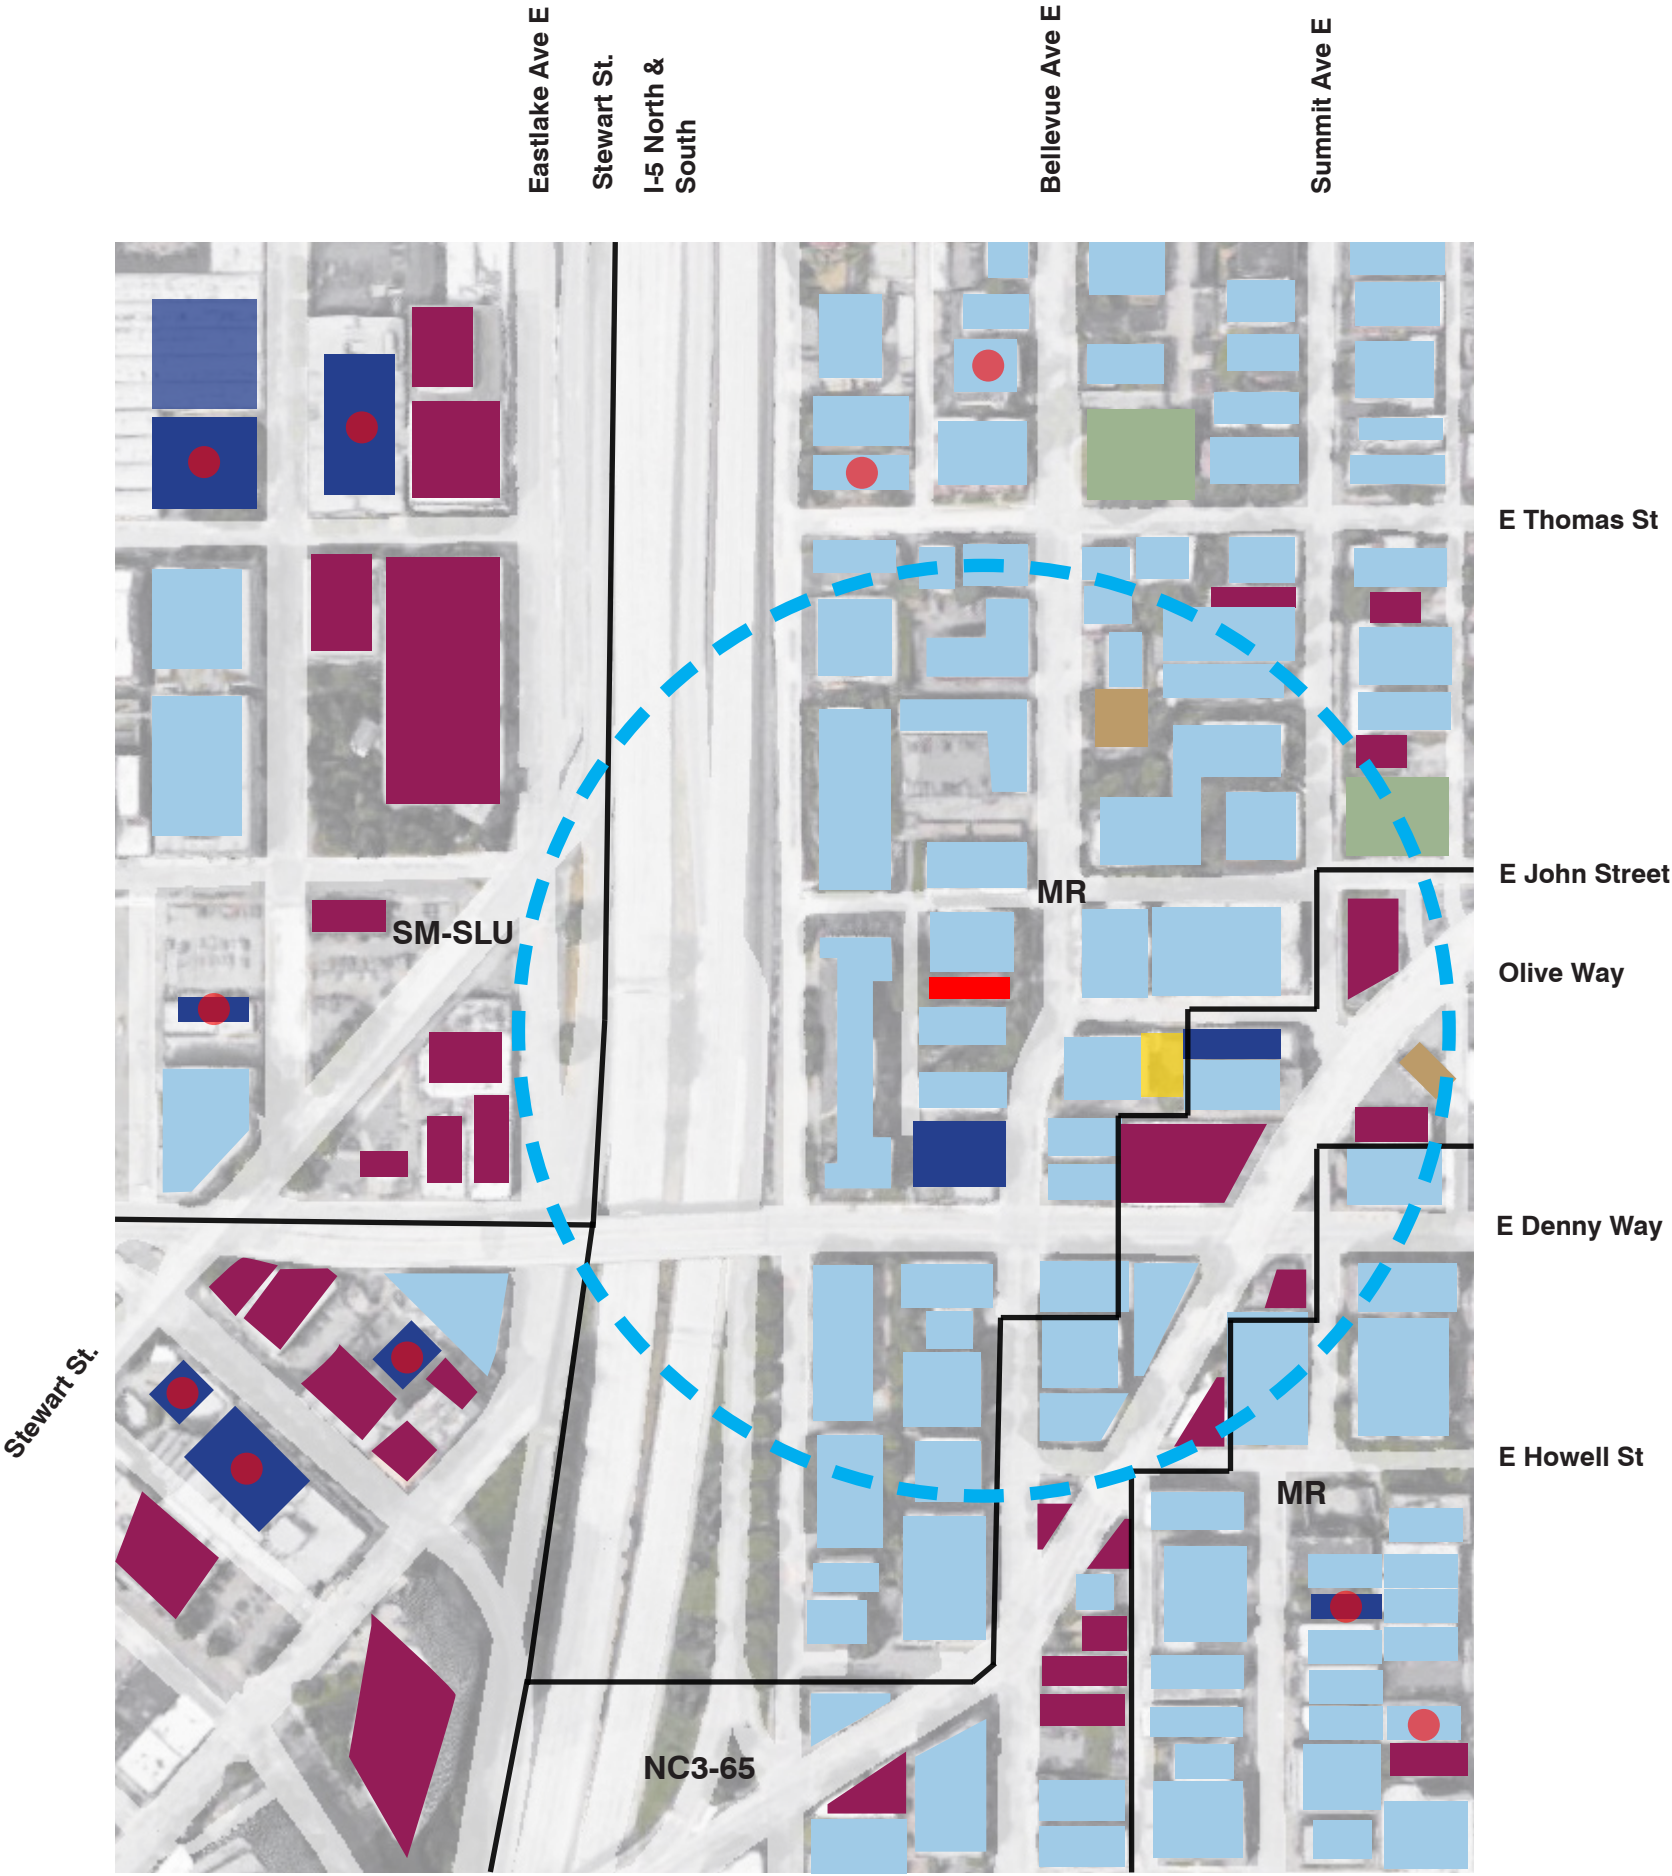 Eastlake Ave E
Stewart St.
I-5 North &
South
Bellevue Ave E
Summit Ave E
E Thomas St
E John Street
MR
SM-SLU
Olive Way
E Denny Way
Stewart St.
E Howell St
MR
NC3-65